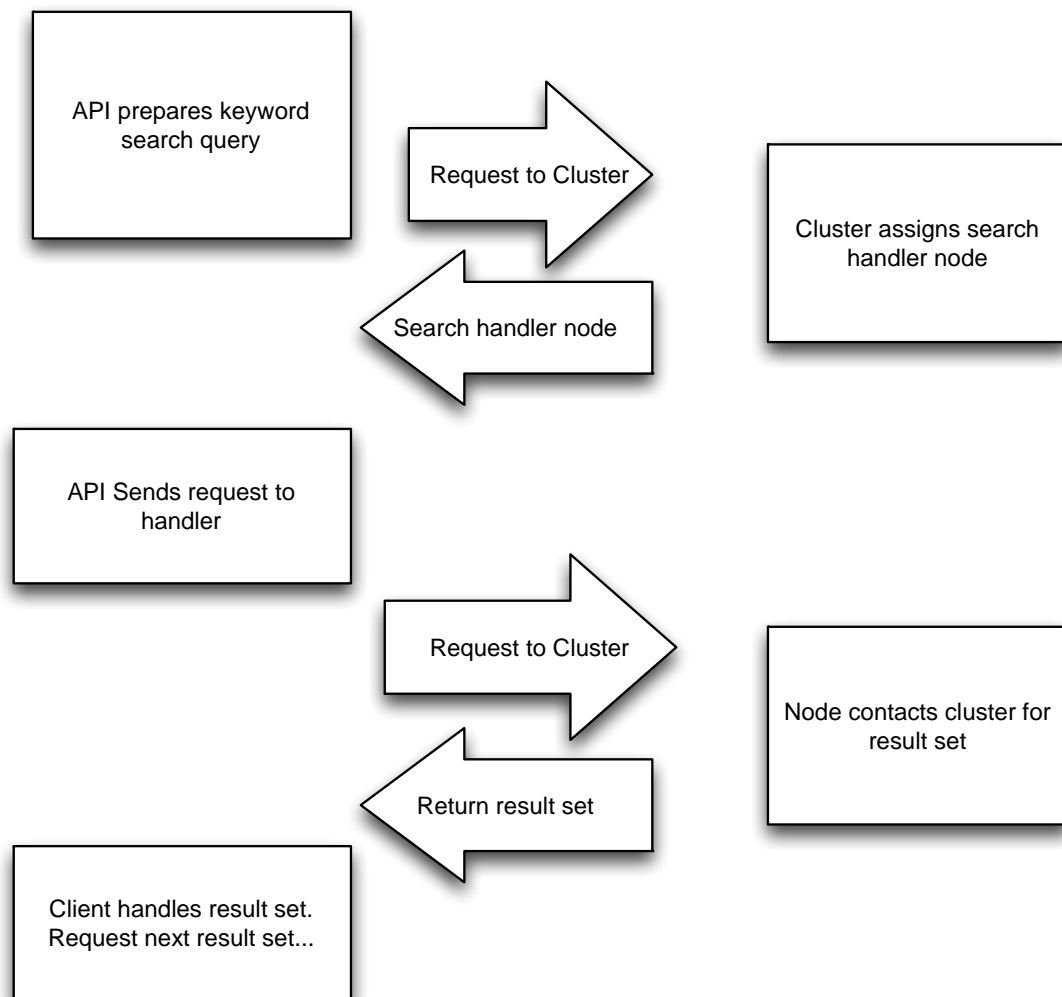 API prepares keyword
search query
Request to Cluster
Cluster assigns search
handler node
Search handler node
API Sends request to
handler
Request to Cluster
Node contacts cluster for
result set
Return result set
Client handles result set.
Request next result set...